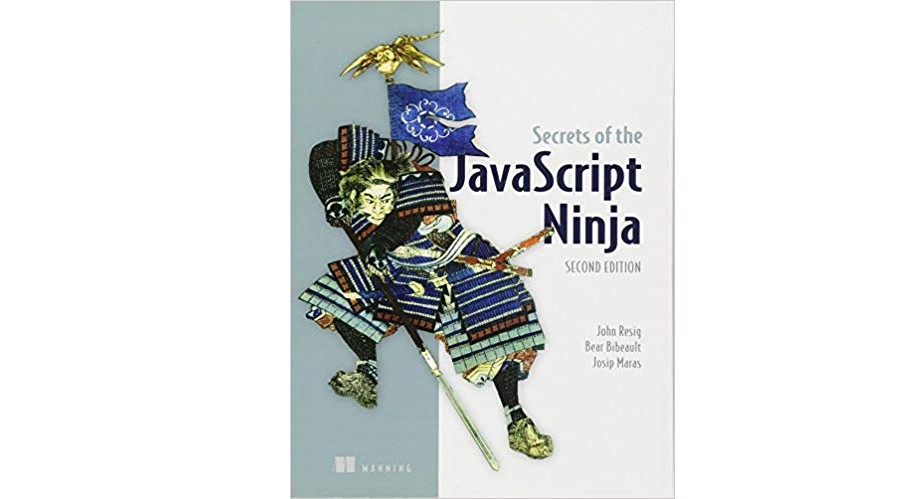 Secrets of the
JavaScript
Ninja
SECOND EDITION
John Resig
Bear Bibeault
Josip Maras
MANNING